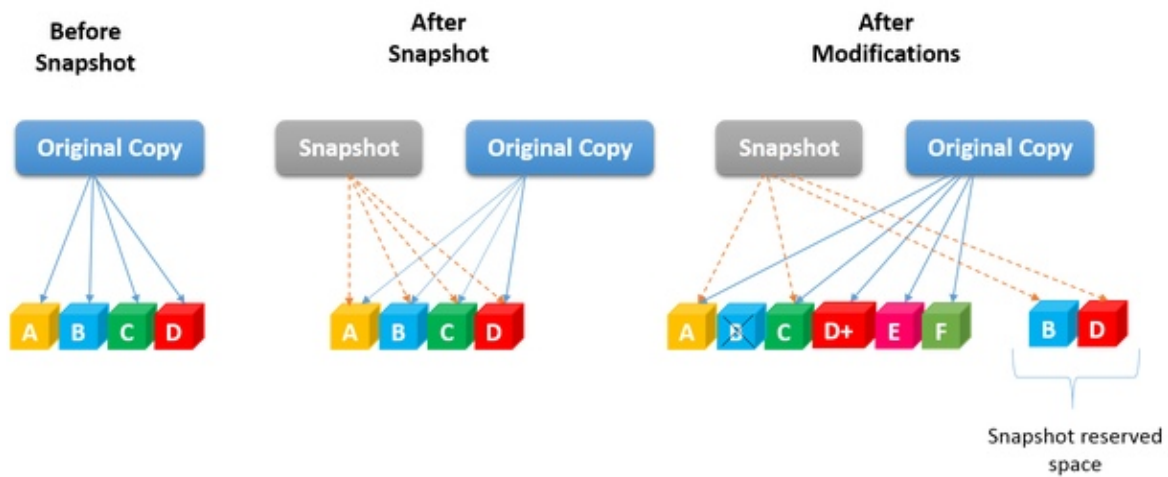 Before
Snapshot
After
Snapshot
After
Modifications
Original Copy
Snapshot
Original Copy
Snapshot
Original Copy
A B C D
A B C D
A B C D+ E F
B D
Snapshot reserved
space